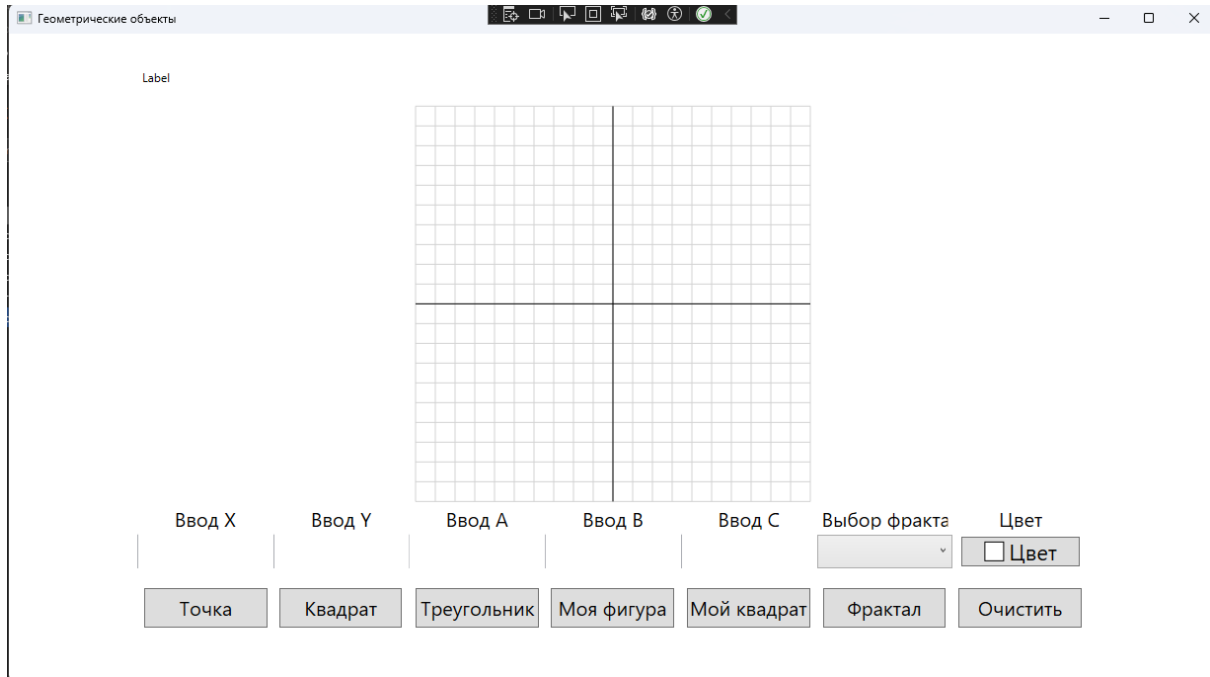 Геометрические объекты
Label
Ввод X Ввод Y Ввод A Ввод B Ввод C Выбор фракта Цвет
Цвет
Точка Квадрат Треугольник Моя фигура Мой квадрат Фрактал Очистить